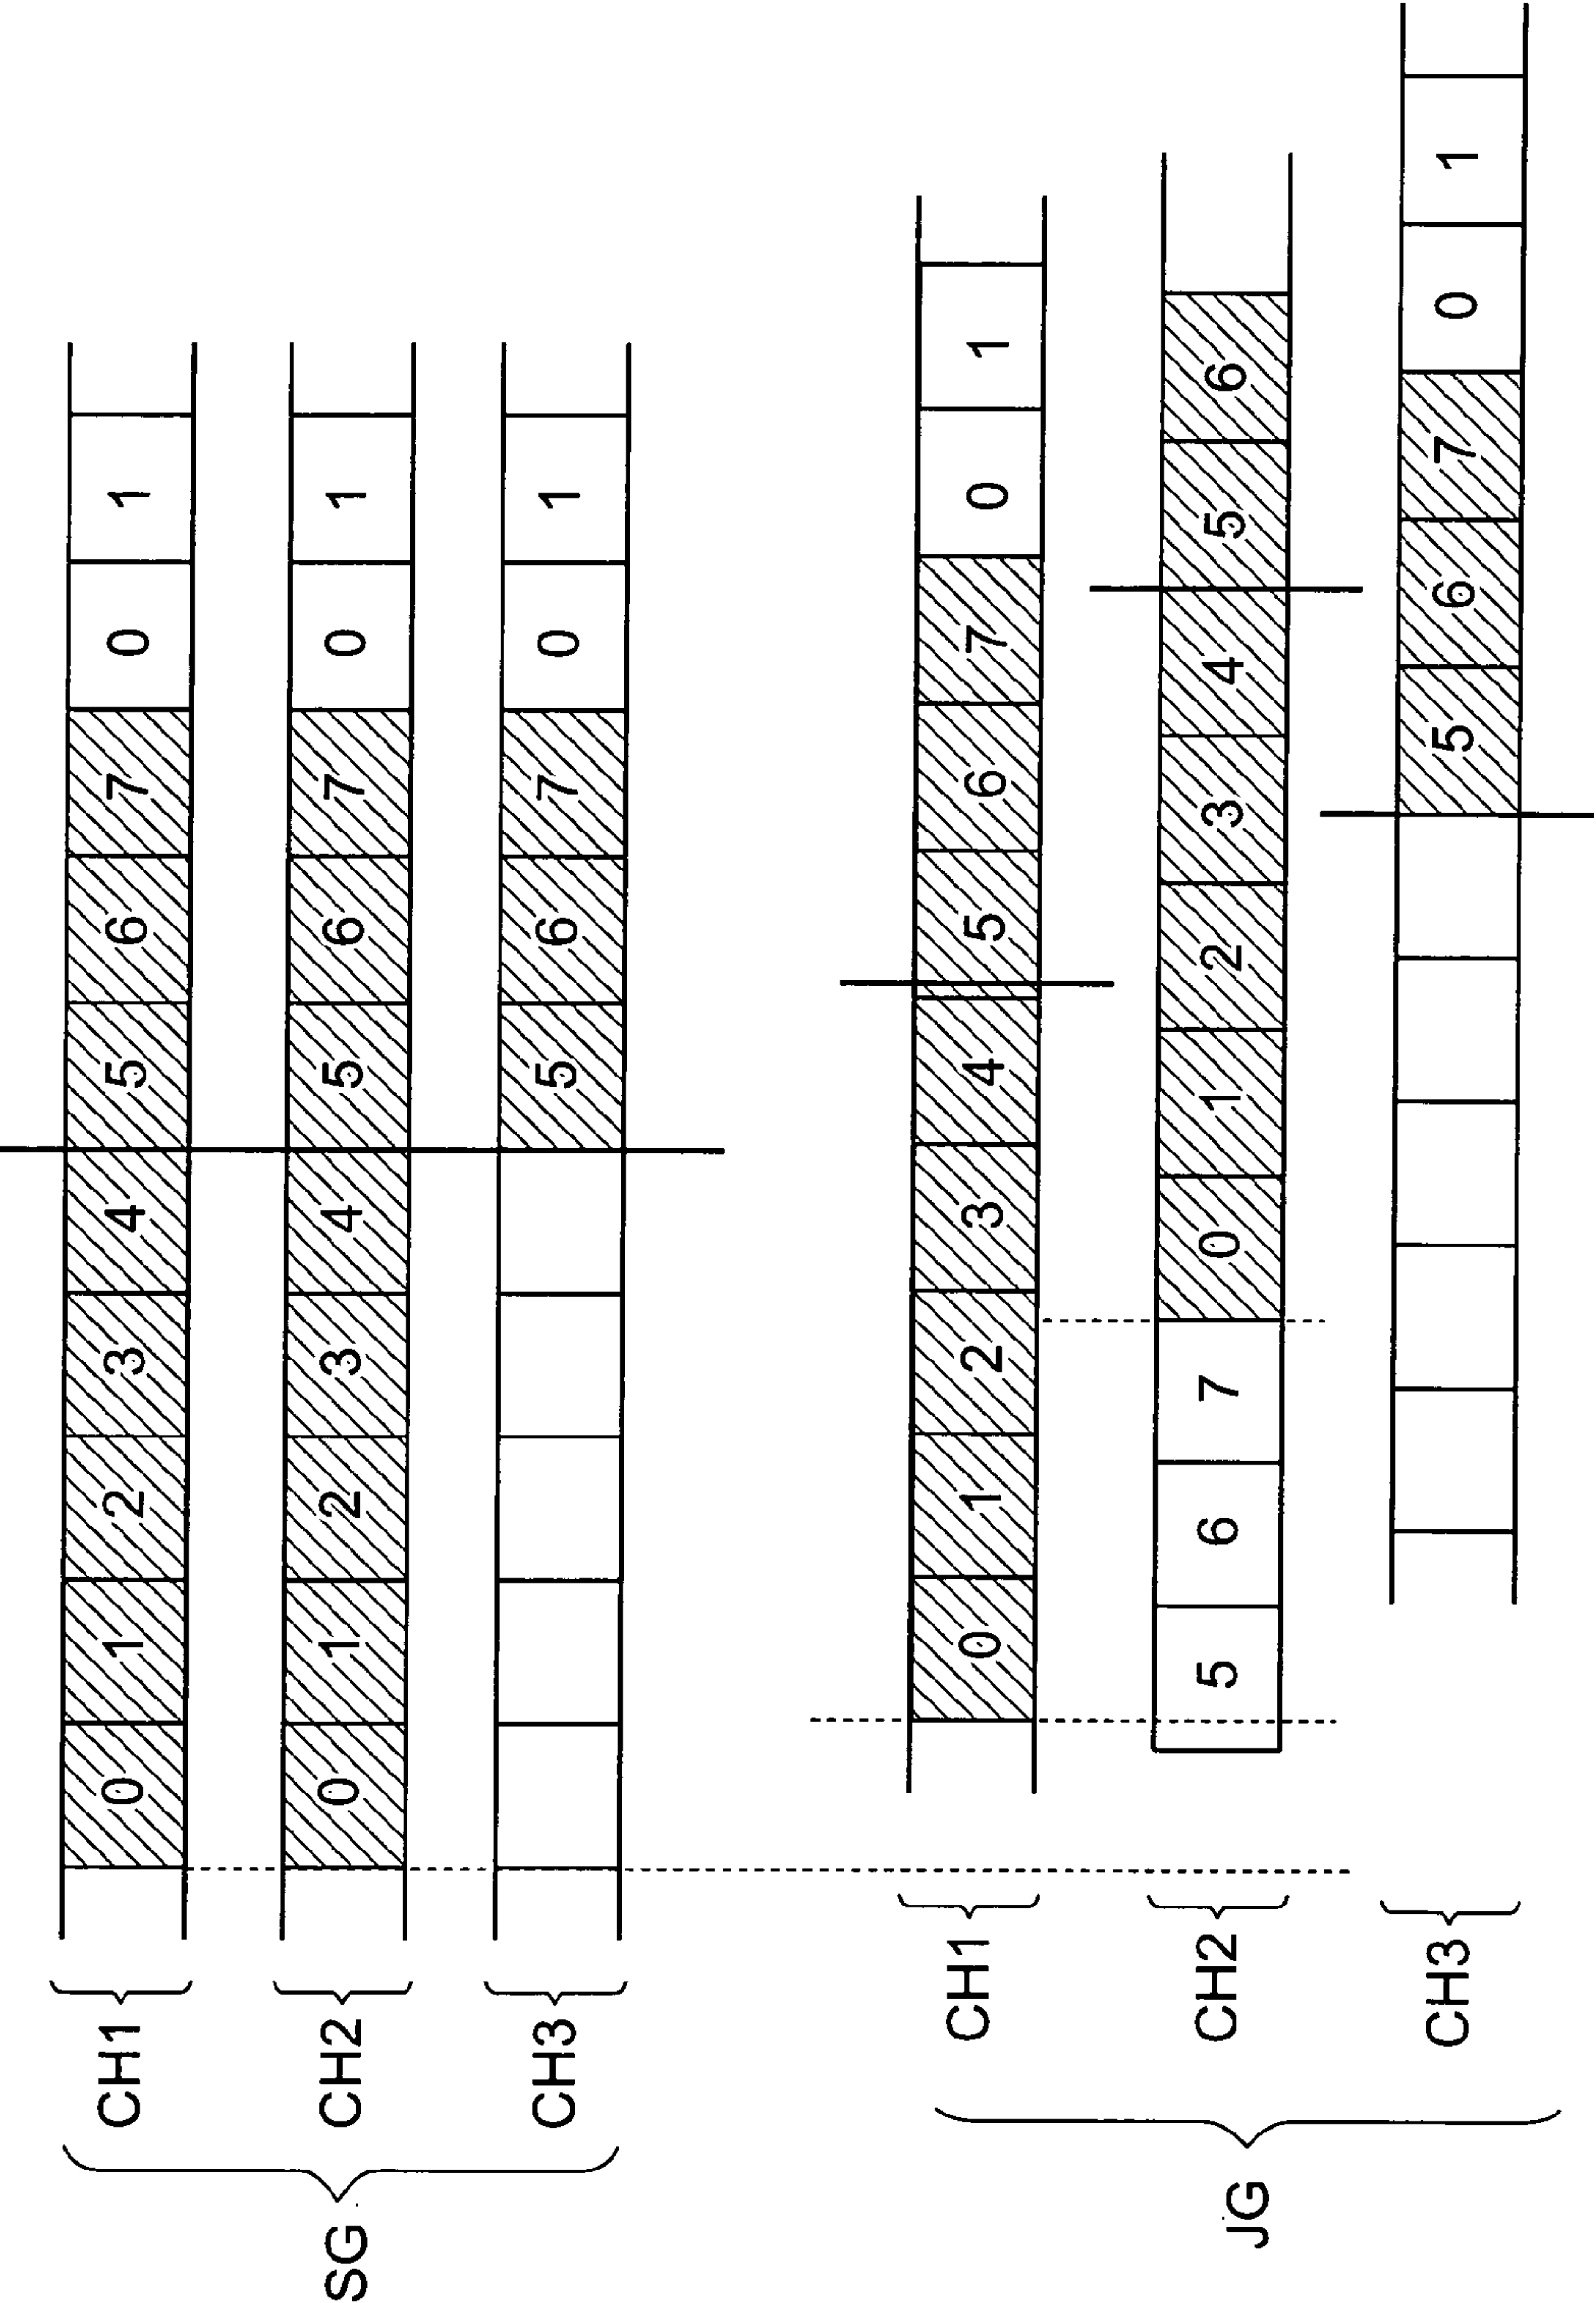 SG
CH1 0 1 2 3 4 5 6 7 0 1
CH2 0 1 2 3 4 5 6 7 0 1
CH3 5 6 7 0 1
JG
CH1 0 1 2 3 4 5 6 7 0 1
CH2 5 6 7 0 1 2 3 4 5 6
CH3 5 6 7 0 1